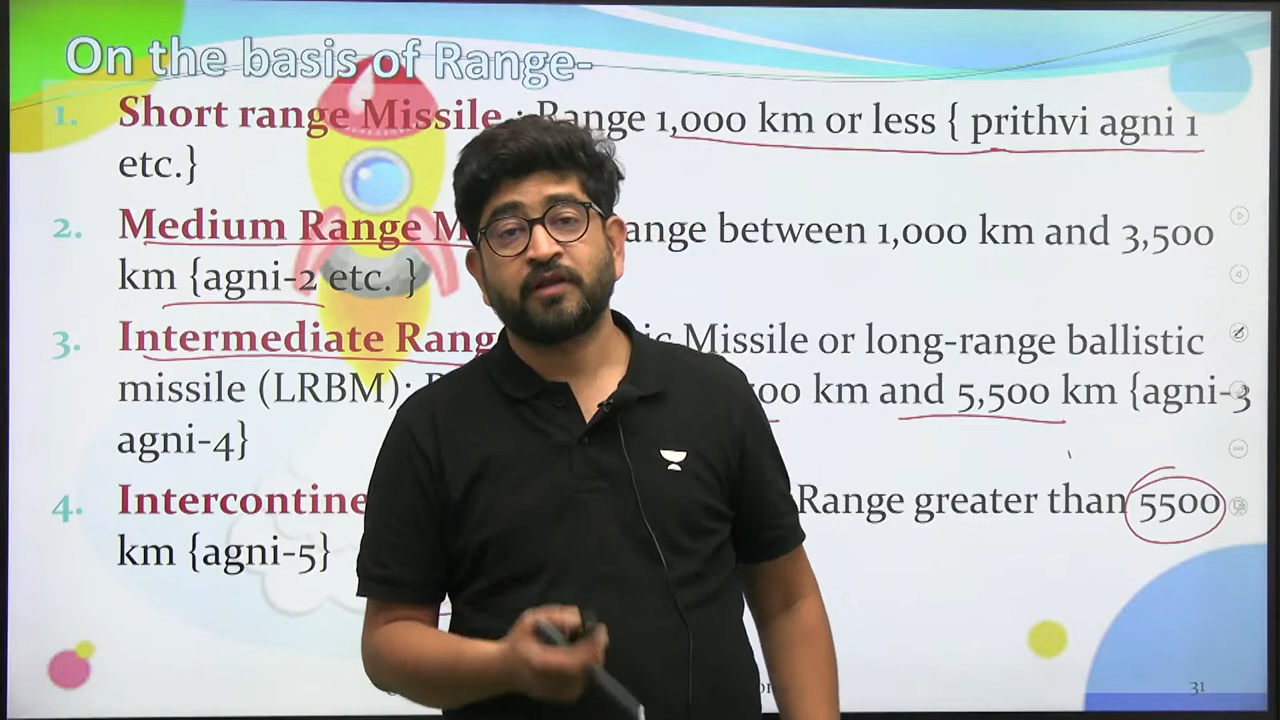 On the basis of Range-
1. Short range Missile : Range 1,000 km or less { prithvi agni 1
etc.}
2. Medium Range ange between 1,000 km and 3,500
km {agni-2 etc. }
3. Intermediate Rang Missile or long-range ballistic
missile (LRBM): 00 km and 5,500 km {agni-3
agni-4}
4. Intercontine Range greater than 5500
km {agni-5}
31